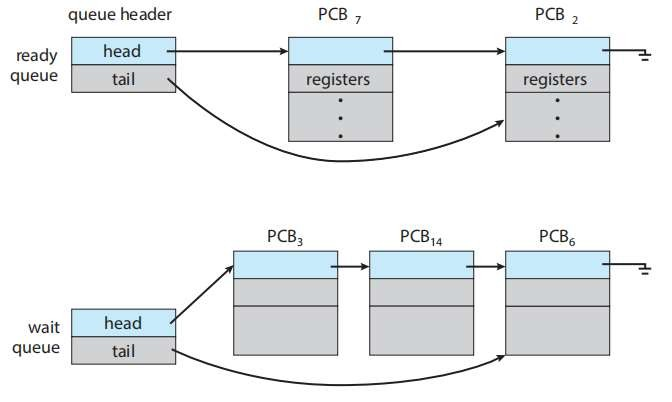 queue header
PCB 7
PCB 2
ready
queue
head
tail
registers
registers
PCB3
PCB14
PCB6
wait
queue
head
tail